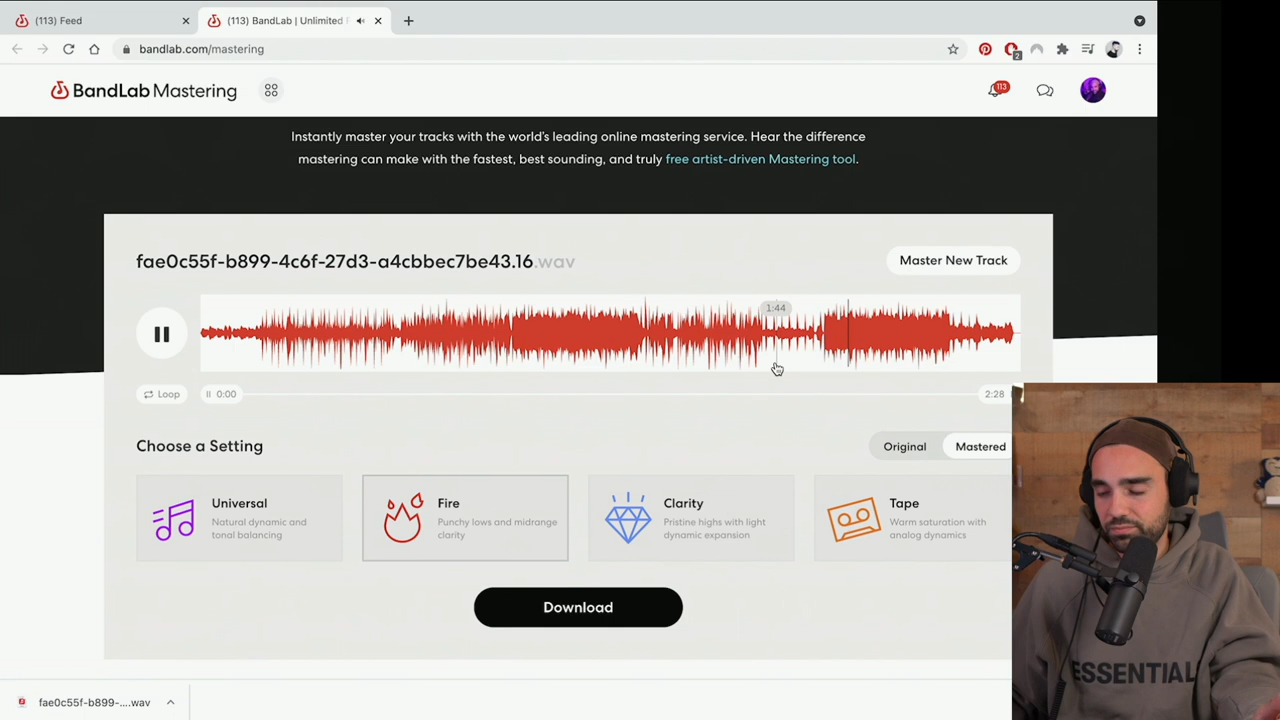 (113) Feed
(113) BandLab | Unlimited
bandlab.com/mastering
2
BandLab Mastering
113
Instantly master your tracks with the world's leading online mastering service. Hear the difference
mastering can make with the fastest, best sounding, and truly free artist-driven Mastering tool.
fae0c55f-b899-4c6f-27d3-a4cbbec7be43.16.wav
Master New Track
1:44
Loop
0:00
2:28
Choose a Setting
Original
Mastered
Universal
Natural dynamic and
tonal balancing
Fire
Punchy lows and midrange
clarity
Clarity
Pristine highs with light
dynamic expansion
Tape
Warm saturation with
analog dynamics
Download
ESSENTIAL
fae0c55f-b899-....wav